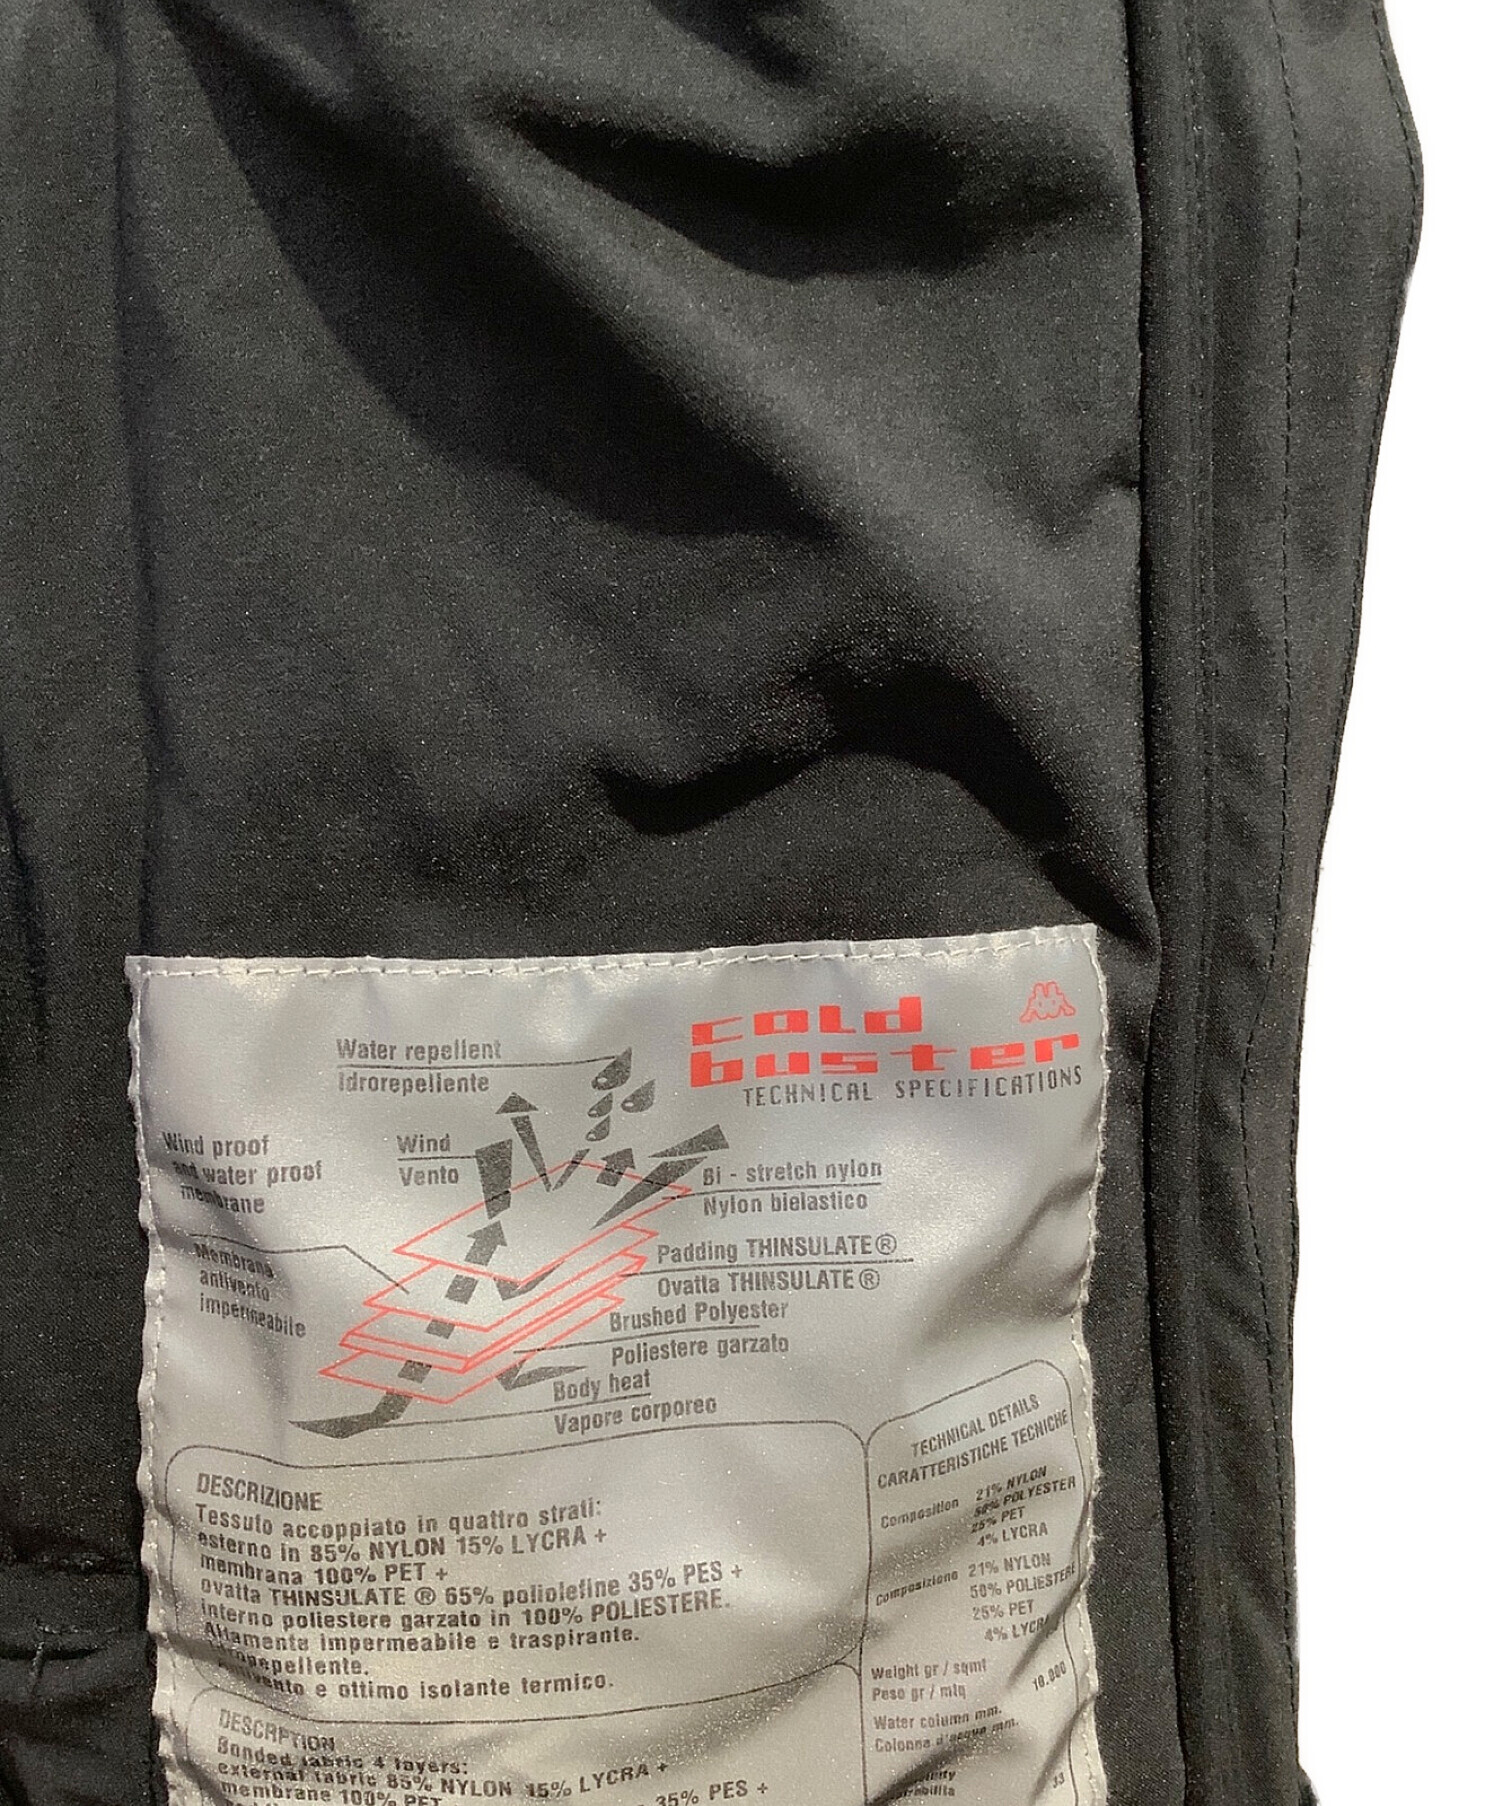 cold
buster
TECHNICAL SPECIFICATIONS
Water repellent
Idrorepellente
Wind proof
and water proof
membrane
Wind
Vento
Bi - stretch nylon
Nylon bielastico
Membrana
antivento
impermeabile
Padding THINSULATE®
Ovatta THINSULATE®
Brushed Polyester
Poliestere garzato
Body heat
Vapore corporeo
DESCRIZIONE
Tessuto accoppiato in quattro strati:
esterno in 85% NYLON 15% LYCRA +
membrana 100% PET +
ovatta THINSULATE ® 65% poliolefine 35% PES +
interno poliestere garzato in 100% POLIESTERE.
Altamente impermeabile e traspirante.
Idrorepellente.
Antivento e ottimo isolante termico.
TECHNICAL DETAILS
CARATTERISTICHE TECNICHE
Composition 21% NYLON
50% POLYESTER
25% PET
4% LYCRA
Composizione 21% NYLON
50% POLIESTERE
25% PET
4% LYCRA
Weight gr / sqmt
Peso gr / mtq
10.000
Water column mm.
Colonna d'acqua mm.
33
DESCRPTION
Bonded fabric 4 layers:
external fabric 85% NYLON 15% LYCRA +
membrane 100% PET
35% PES +